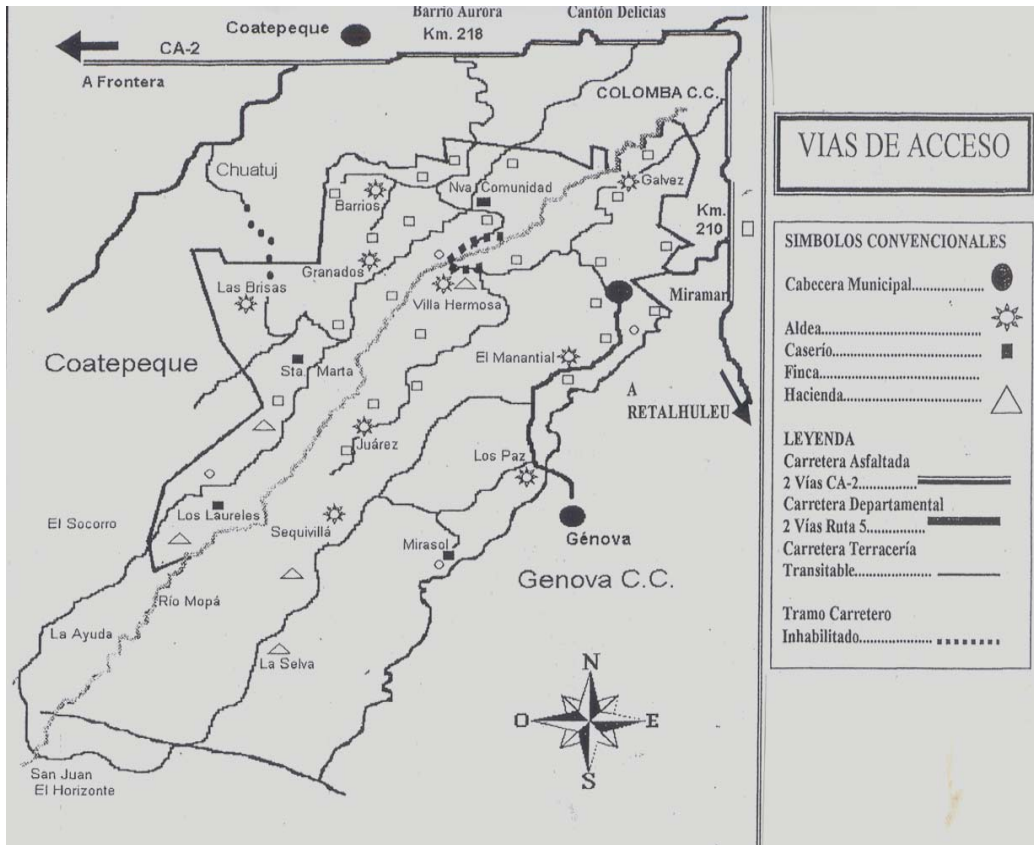 Barrio Aurora
Km. 218
Cantón Delicias
Coatepeque
CA-2
A Frontera
COLOMBA C.C.
Chuatuj
Nva. Comunidad
Galvez
Barrios
Km.
210
Granados
Las Brisas
Villa Hermosa
Miramar
El Manantial
Coatepeque
Sta. Marta
A
RETALHULEU
Juárez
Los Paz
Los Laureles
El Socorro
Sequivillá
Mirasol
Génova
Genova C.C.
Río Mopá
La Ayuda
La Selva
N
O
E
S
San Juan
El Horizonte
VIAS DE ACCESO
SIMBOLOS CONVENCIONALES
Cabecera Municipal................
Aldea
Caserío
Finca
Hacienda
LEYENDA
Carretera Asfaltada
2 Vías CA-2
Carretera Departamental
2 Vías Ruta 5
Carretera Terracería
Transitable
Tramo Carretero
Inhabilitado